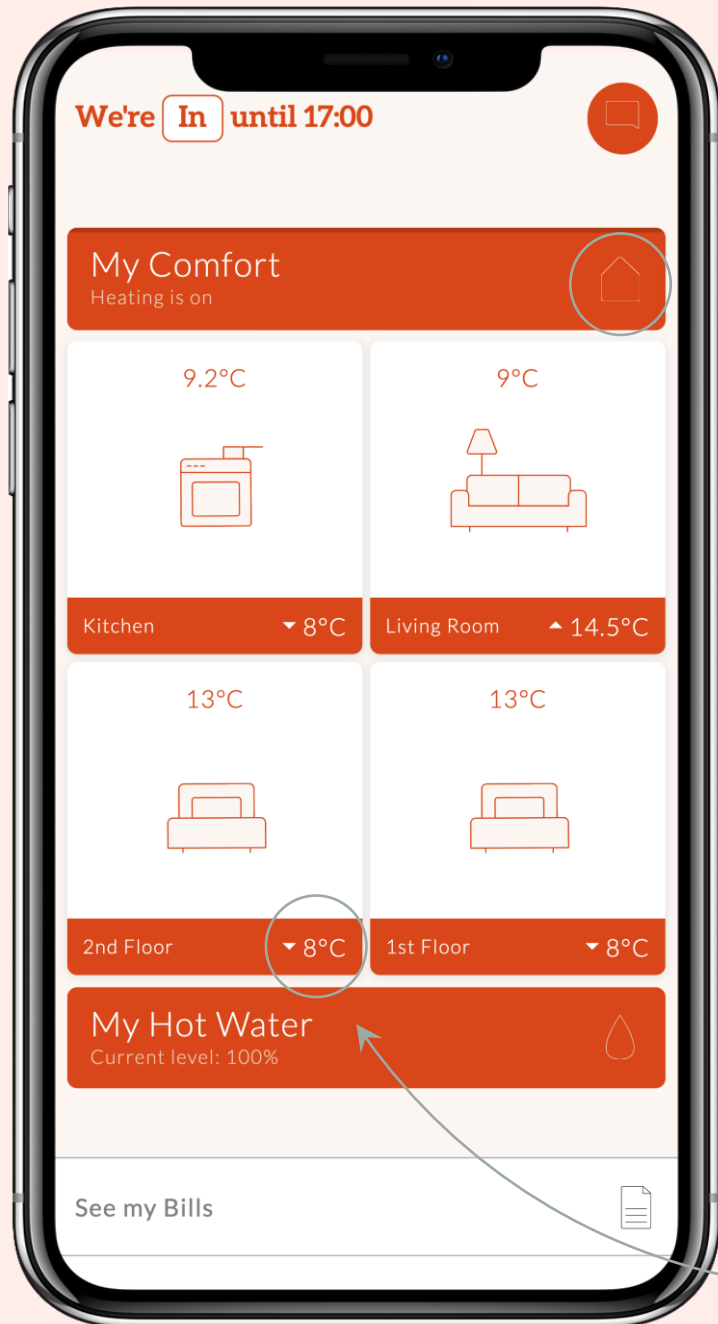 We're In until 17:00
My Comfort
Heating is on
9.2°C
9°C
Kitchen ▼ 8°C
Living Room ▲ 14.5°C
13°C
13°C
2nd Floor ▼ 8°C
1st Floor ▼ 8°C
My Hot Water
Current level: 100%
See my Bills